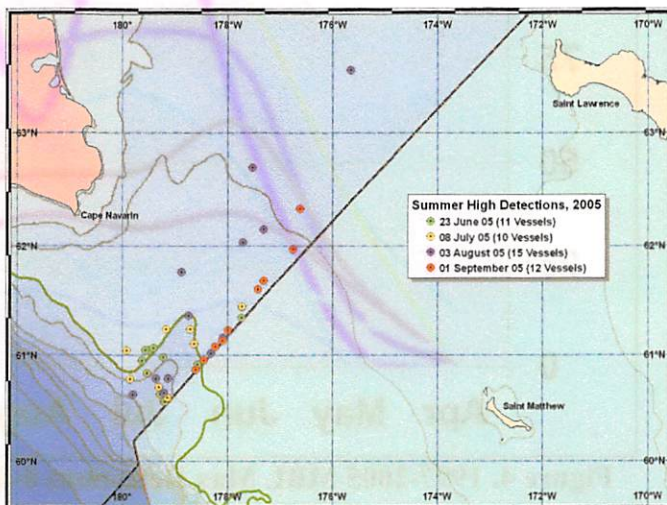 180° 178°W 176°W 174°W 172°W 170°W
Saint Lawrence
63°N 63°N
Cape Navarin
Summer High Detections, 2005
23 June 05 (11 Vessels)
08 July 05 (10 Vessels)
03 August 05 (15 Vessels)
01 September 05 (12 Vessels)
62°N 62°N
61°N 61°N
Saint Matthew
60°N 60°N
180° 178°W 176°W 174°W 172°W 170°W